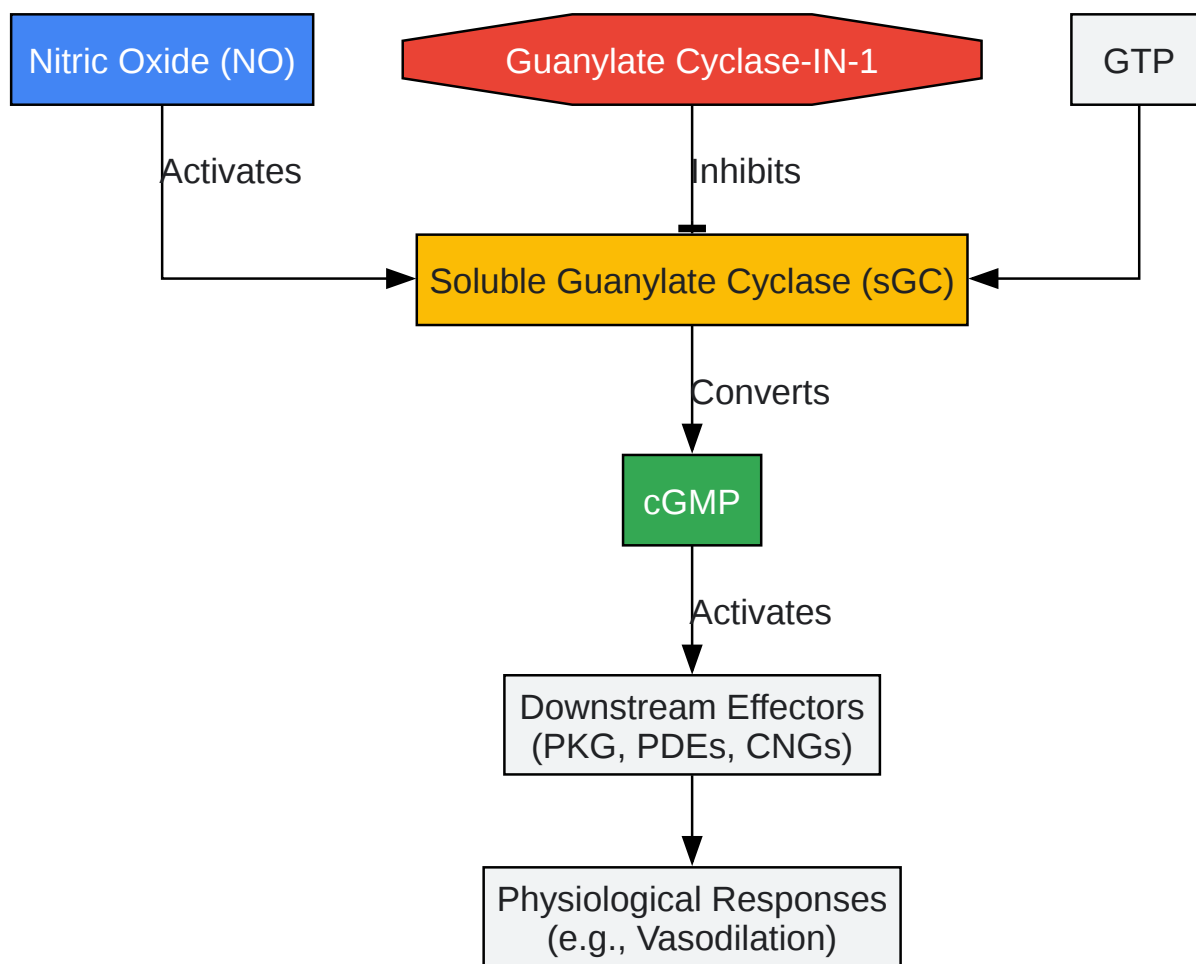 Nitric Oxide (NO)
Guanylate Cyclase-IN-1
GTP
Activates
Inhibits
Soluble Guanylate Cyclase (sGC)
Converts
cGMP
Activates
Downstream Effectors
(PKG, PDEs, CNGs)
Physiological Responses
(e.g., Vasodilation)